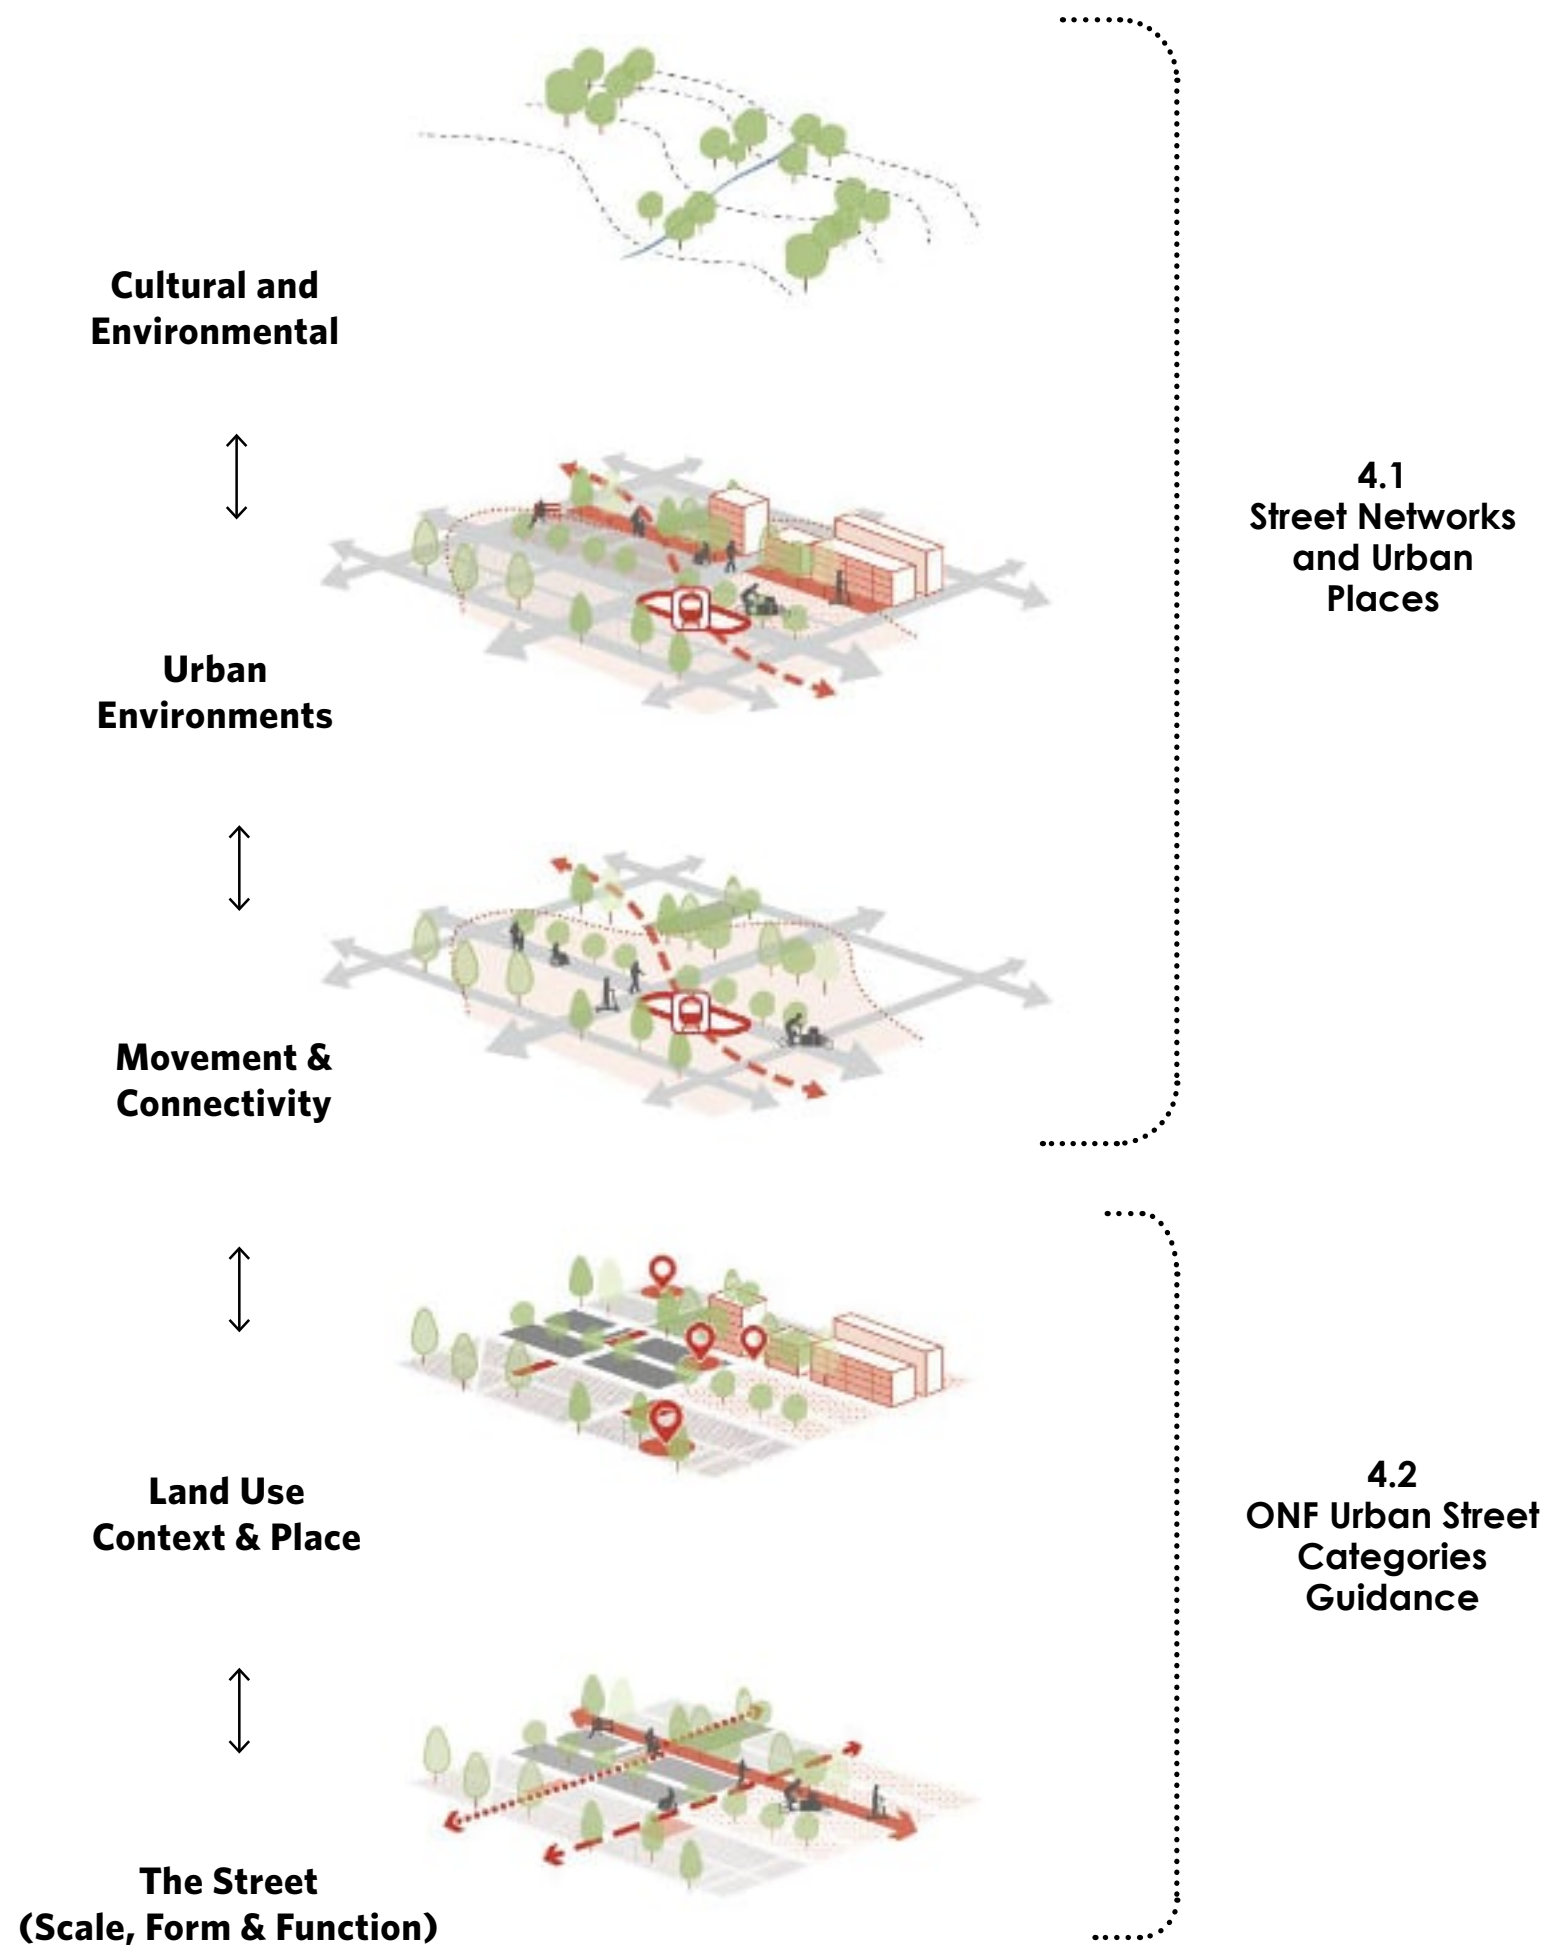 Cultural and
Environmental
Urban
Environments
Movement &
Connectivity
4.1
Street Networks
and Urban
Places
Land Use
Context & Place
The Street
(Scale, Form & Function)
4.2
ONF Urban Street
Categories
Guidance